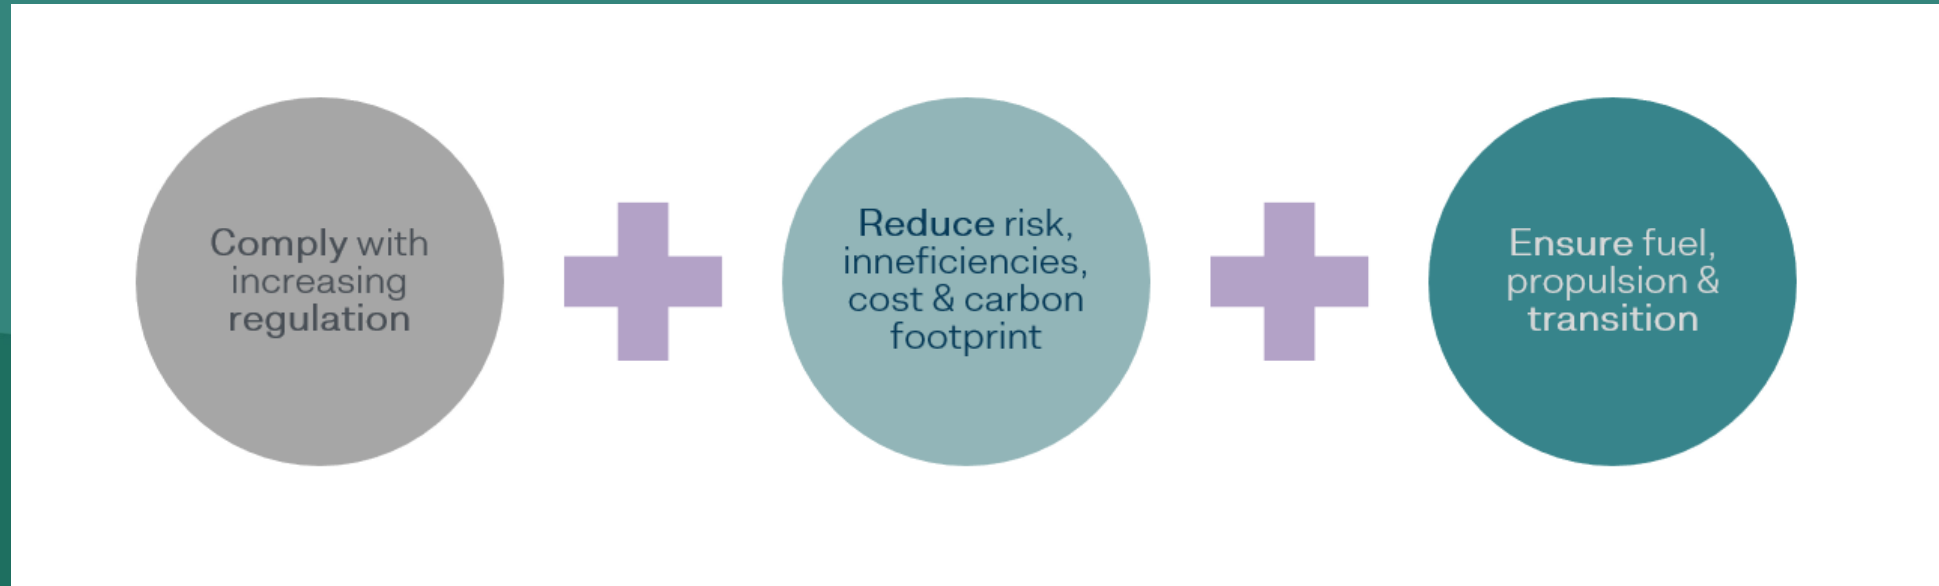 Comply with
increasing
regulation
Reduce risk,
inneficiencies,
cost & carbon
footprint
Ensure fuel,
propulsion &
transition